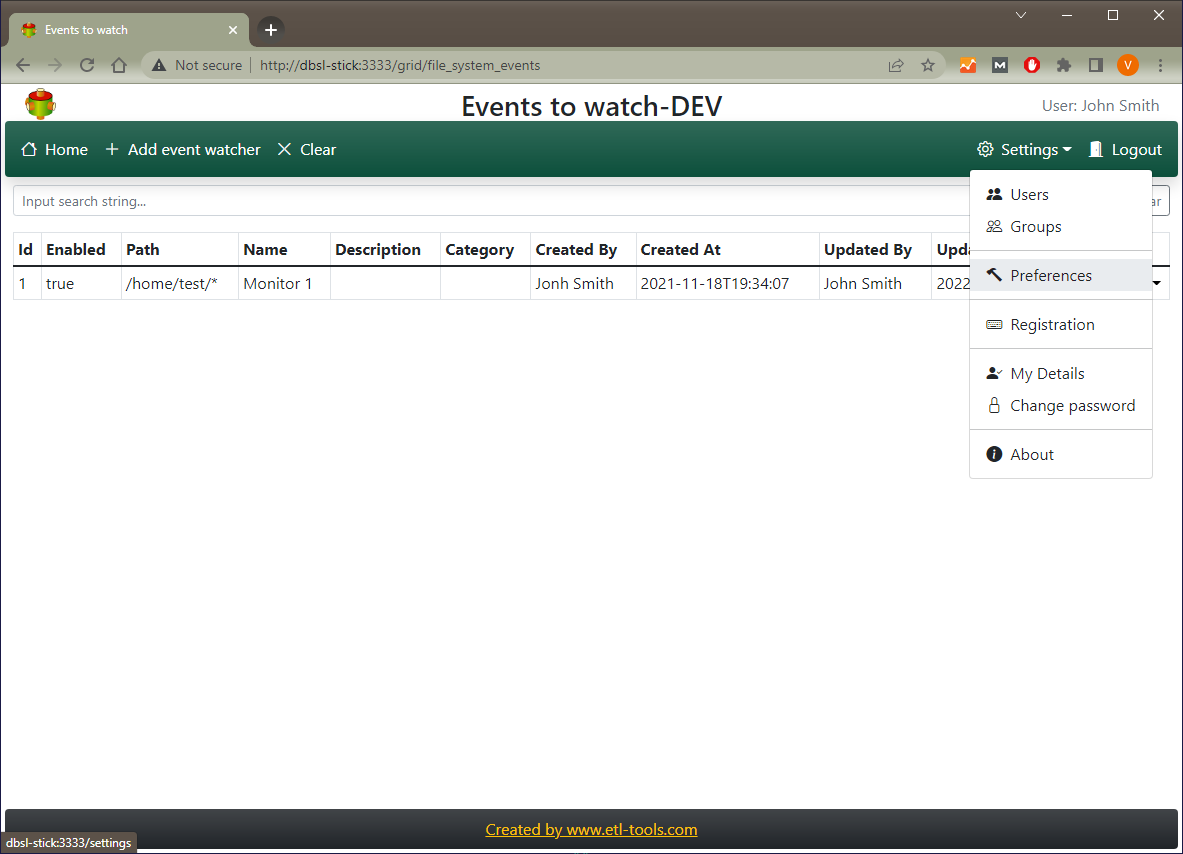 Events to watch
Not secure http://dbsl-stick:3333/grid/file_system_events
M V
Events to watch-DEV
User: John Smith
Home Add event watcher Clear Settings Logout
Input search string... ar
Users
Groups
Preferences
Registration
My Details
Change password
About
Id Enabled Path Name Description Category Created By Created At Updated By Upda
1 true /home/test/* Monitor 1 Jonh Smith 2021-11-18T19:34:07 John Smith 2022
Created by www.etl-tools.com
dbsl-stick:3333/settings